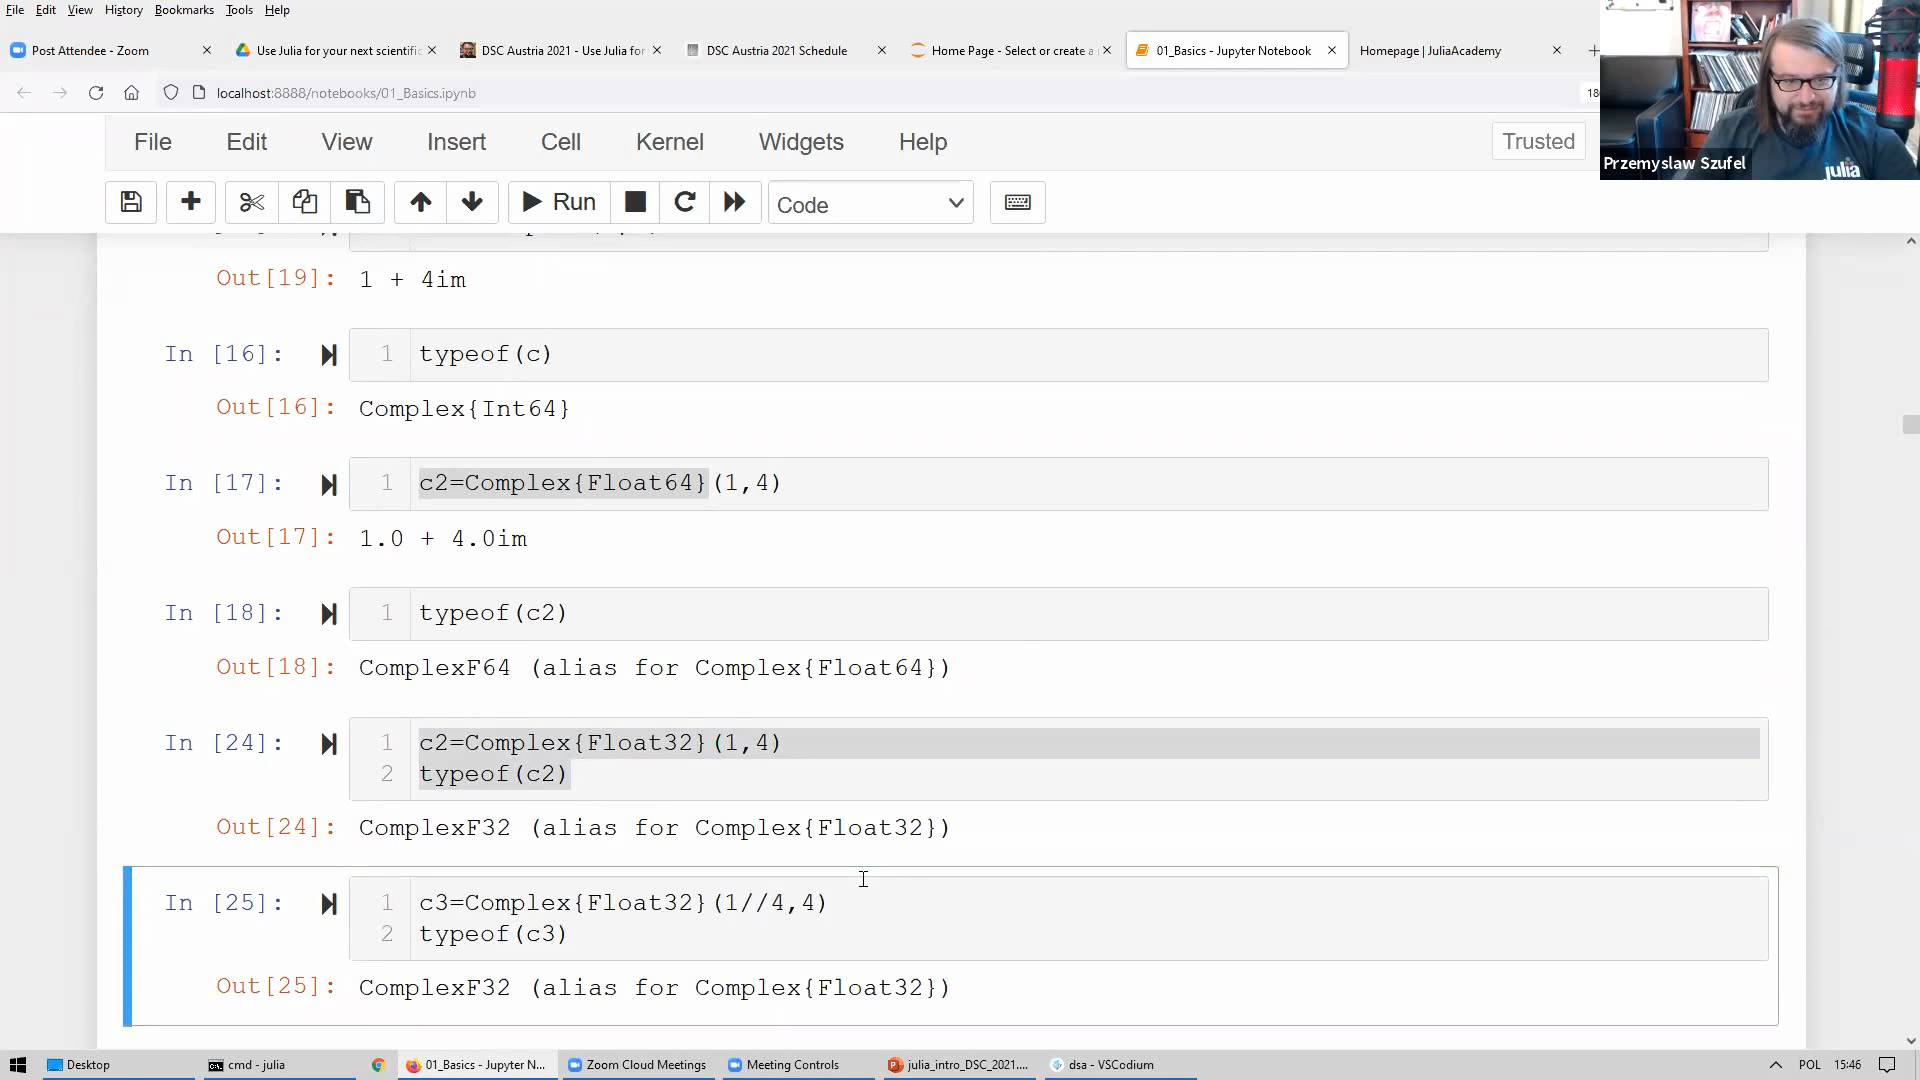 File Edit View History Bookmarks Tools Help
Post Attendee - Zoom
Use Julia for your next scientific
DSC Austria 2021 - Use Julia for
DSC Austria 2021 Schedule
Home Page - Select or create a
01_Basics - Jupyter Notebook
Homepage | JuliaAcademy
localhost:8888/notebooks/01_Basics.ipynb
18
File Edit View Insert Cell Kernel Widgets Help
Trusted
Przemyslaw Szufel
julia
Run
Code
Out[19]: 1 + 4im
In [16]: 1 typeof(c)
Out[16]: Complex{Int64}
In [17]: 1 c2=Complex{Float64}(1,4)
Out[17]: 1.0 + 4.0im
In [18]: 1 typeof(c2)
Out[18]: ComplexF64 (alias for Complex{Float64})
In [24]: 1 c2=Complex{Float32}(1,4)
2 typeof(c2)
Out[24]: ComplexF32 (alias for Complex{Float32})
In [25]: 1 c3=Complex{Float32}(1//4,4)
2 typeof(c3)
Out[25]: ComplexF32 (alias for Complex{Float32})
Desktop
cmd - julia
01_Basics - Jupyter N...
Zoom Cloud Meetings
Meeting Controls
julia_intro_DSC_2021....
dsa - VSCodium
POL 15:46